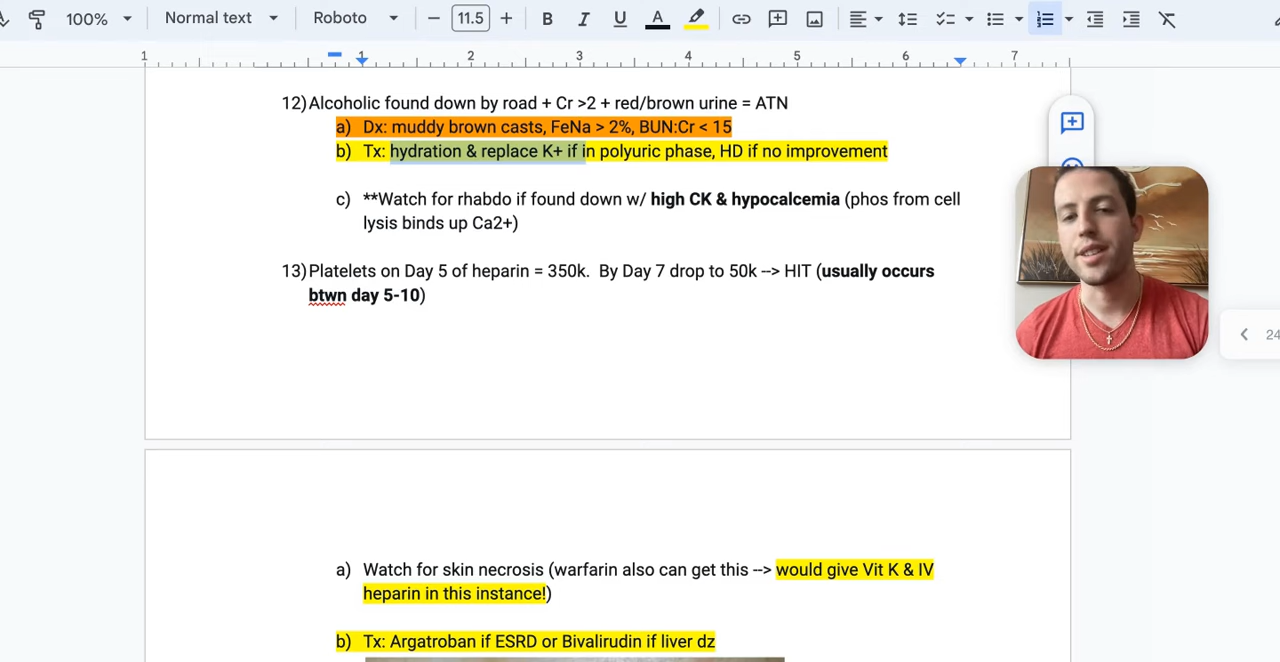 100% Normal text Roboto 11.5 B I U A
1 1 2 3 4 5 6 7
12) Alcoholic found down by road + Cr >2 + red/brown urine = ATN
a) Dx: muddy brown casts, FeNa > 2%, BUN:Cr < 15
b) Tx: hydration & replace K+ if in polyuric phase, HD if no improvement
c) **Watch for rhabdo if found down w/ high CK & hypocalcemia (phos from cell
lysis binds up Ca2+)
13) Platelets on Day 5 of heparin = 350k.  By Day 7 drop to 50k --> HIT (usually occurs
btwn day 5-10)
24
a) Watch for skin necrosis (warfarin also can get this --> would give Vit K & IV
heparin in this instance!)
b) Tx: Argatroban if ESRD or Bivalirudin if liver dz